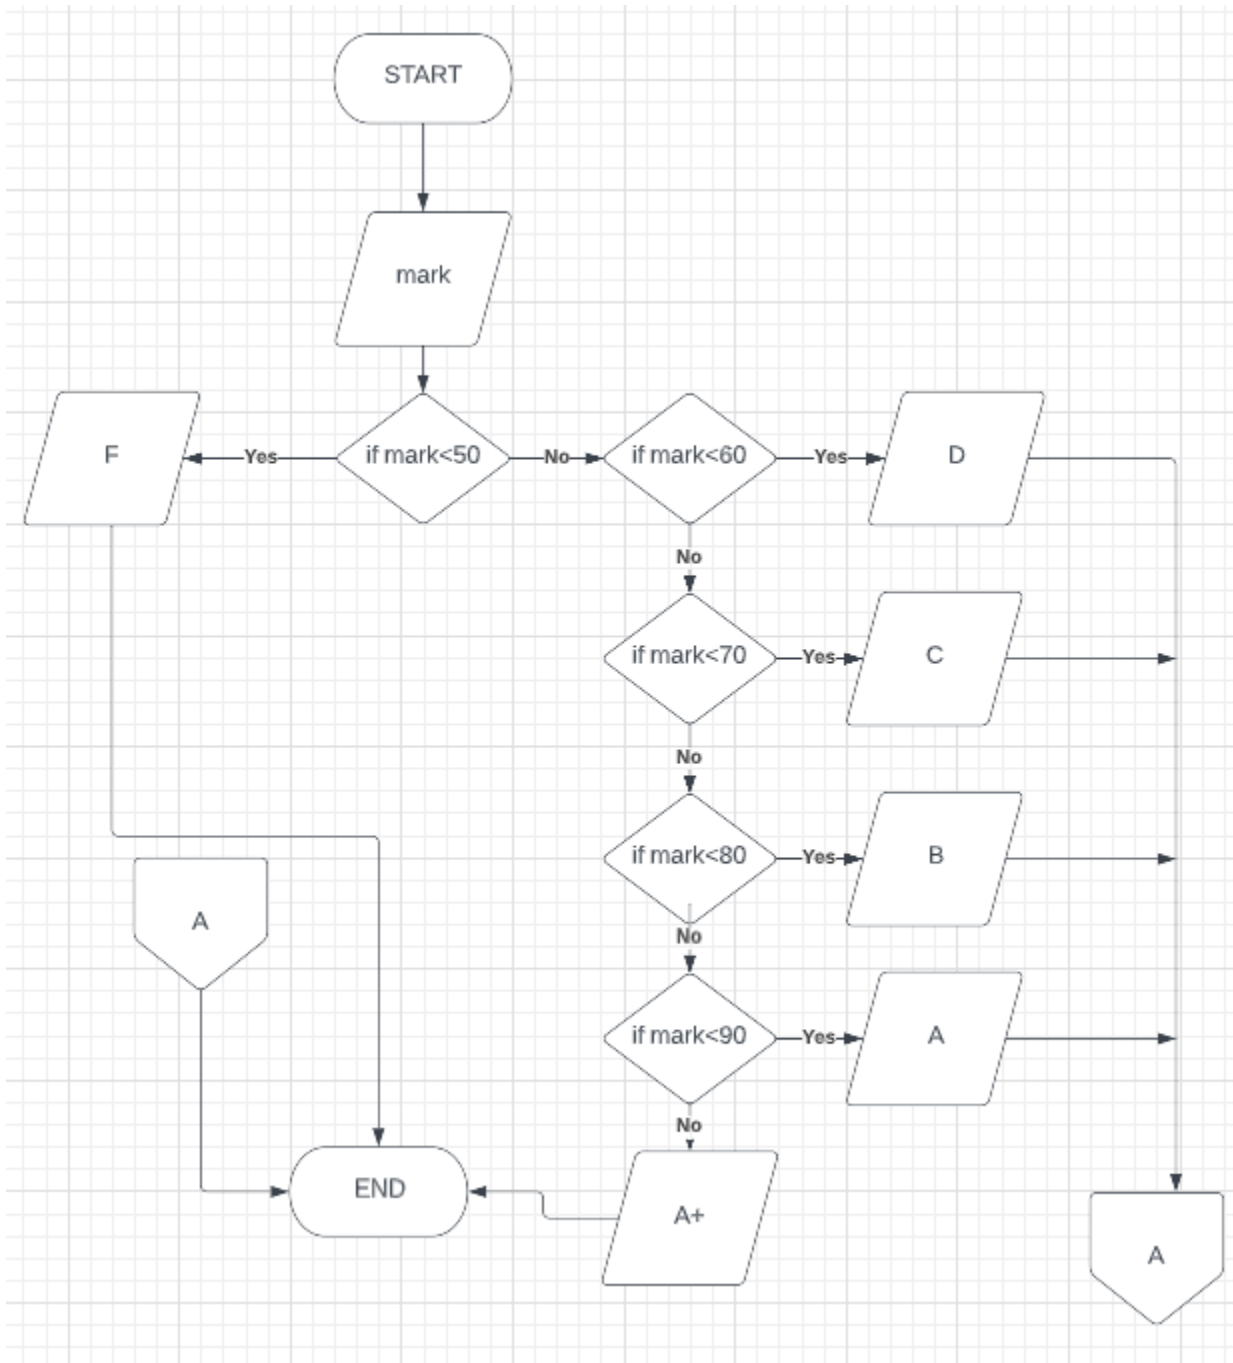 START
mark
F
Yes
if mark<50
No
if mark<60
Yes
D
No
if mark<70
Yes
C
No
if mark<80
Yes
B
A
No
if mark<90
Yes
A
No
END
A+
A